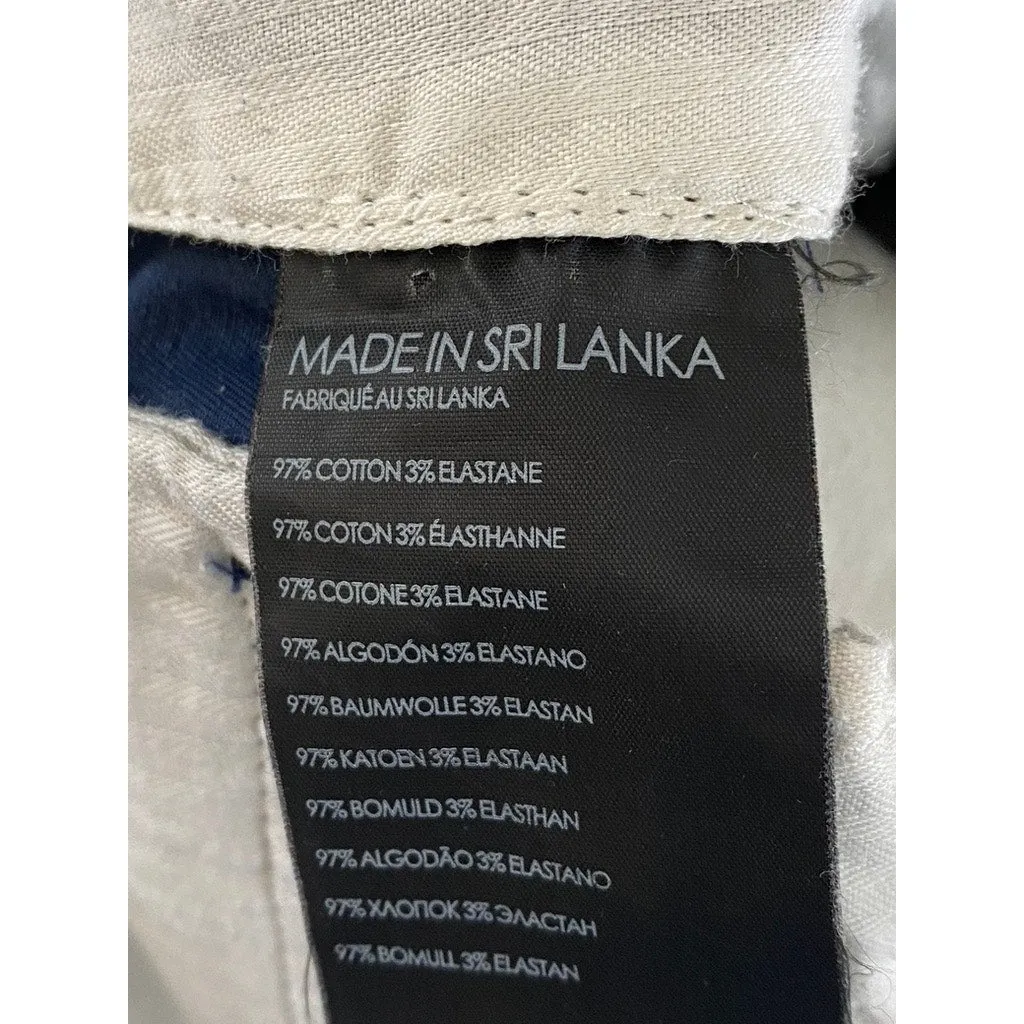 MADE IN SRI LANKA
FABRIQUÉ AU SRI LANKA
97% COTTON 3% ELASTANE
97% COTON 3% ÉLASTHANNE
97% COTONE 3% ELASTANE
97% ALGODÓN 3% ELASTANO
97% BAUMWOLLE 3% ELASTAN
97% KATOEN 3% ELASTAAN
97% BOMULD 3% ELASTHAN
97% ALGODÃO 3% ELASTANO
97% ХЛОПОК 3% ЭЛАСТАН
97% BOMULL 3% ELASTAN